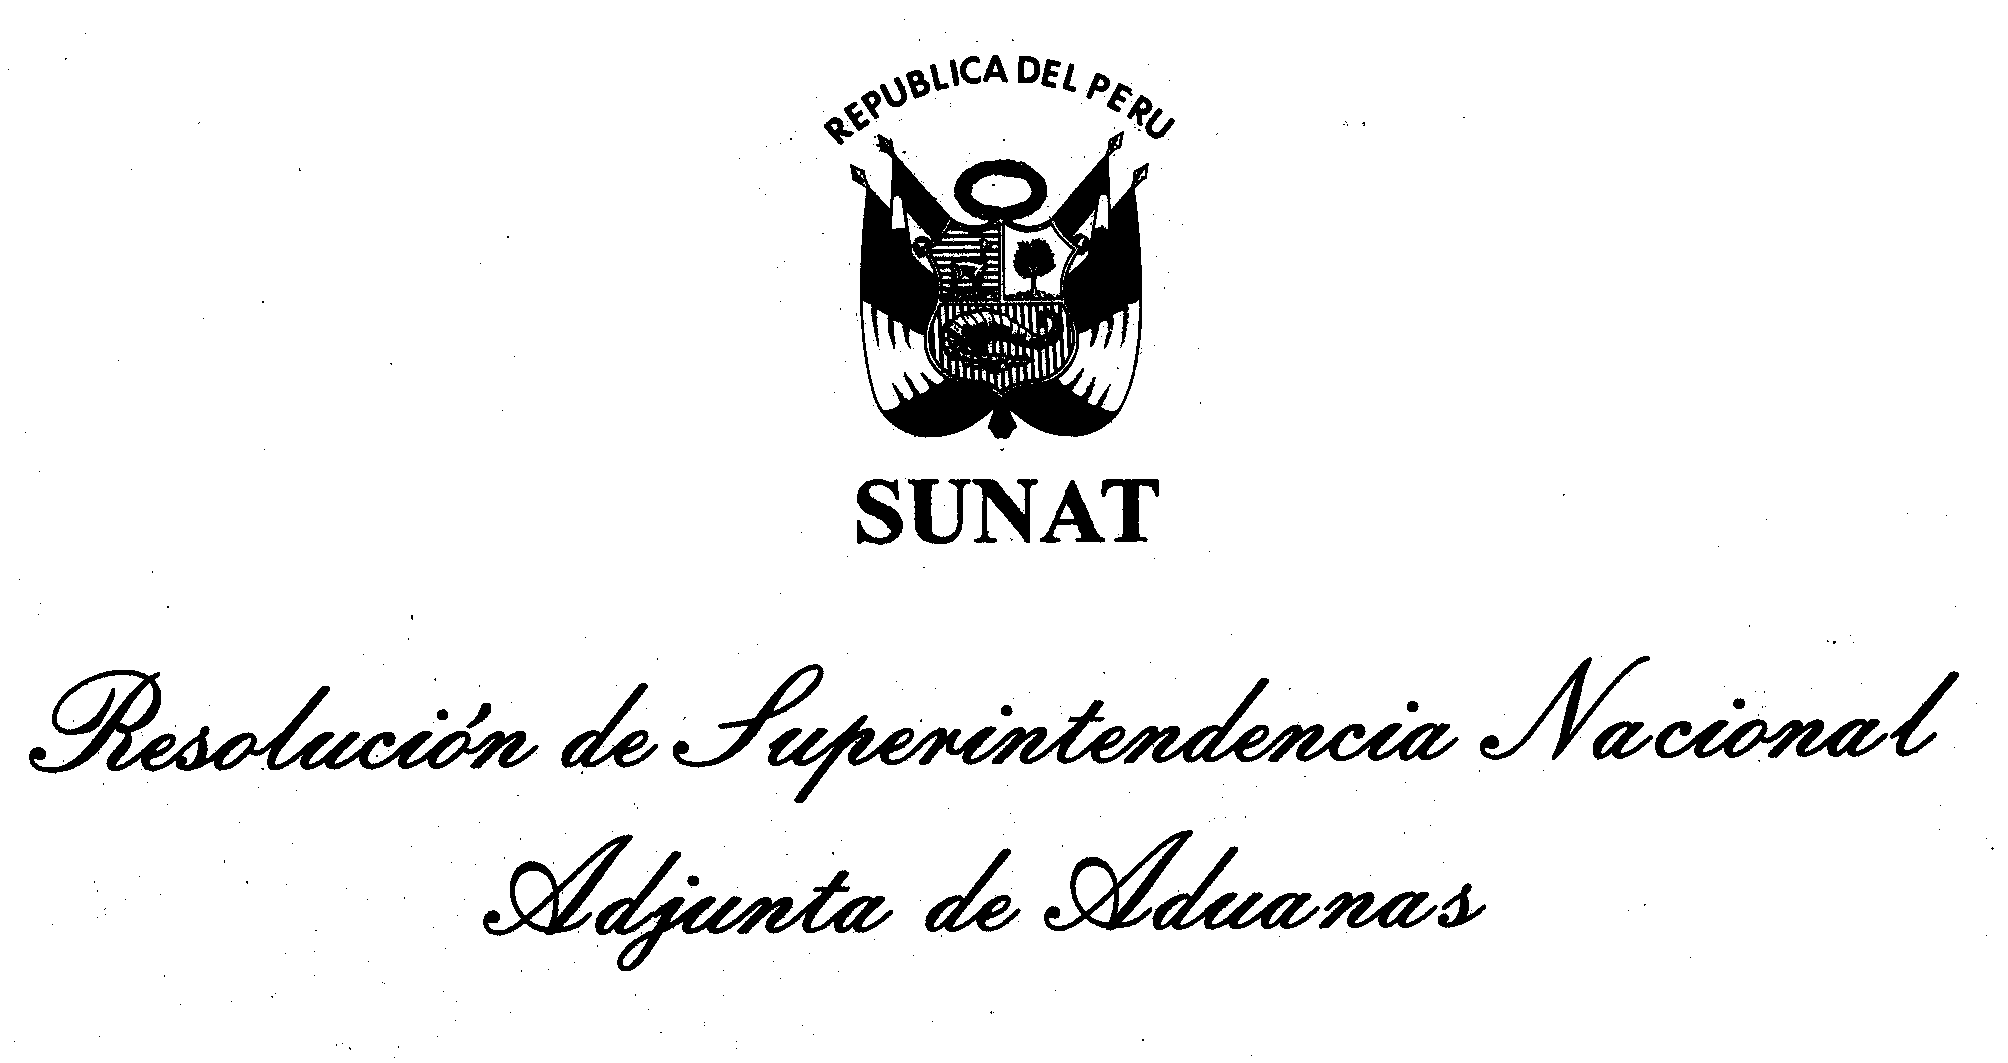 REPUBLICA DEL PERU
SUNAT
Resolución de Superintendencia Nacional
Adjunta de Aduanas